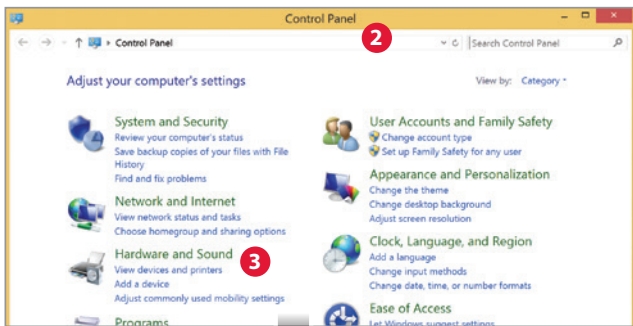 Control Panel
2
Control Panel
Search Control Panel
Adjust your computer's settings
View by: Category
System and Security
Review your computer's status
Save backup copies of your files with File
History
Find and fix problems
Network and Internet
View network status and tasks
Choose homegroup and sharing options
Hardware and Sound
3
View devices and printers
Add a device
Adjust commonly used mobility settings
Programs
User Accounts and Family Safety
Change account type
Set up Family Safety for any user
Appearance and Personalization
Change the theme
Change desktop background
Adjust screen resolution
Clock, Language, and Region
Add a language
Change input methods
Change date, time, or number formats
Ease of Access
Let Windows suggest settings